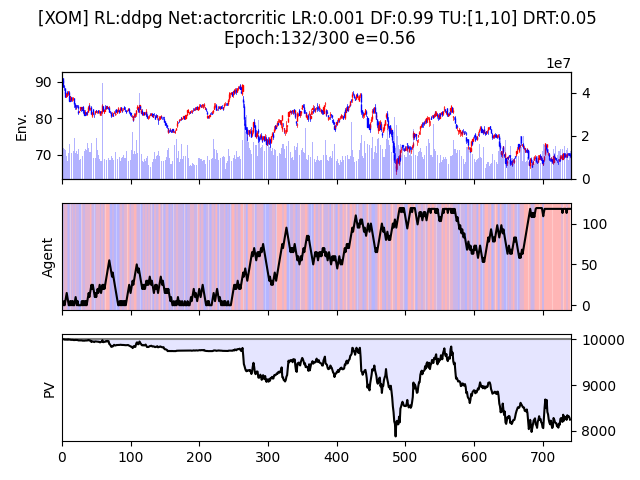 [XOM] RL:ddpg Net:actorcritic LR:0.001 DF:0.99 TU:[1,10] DRT:0.05
Epoch:132/300 e=0.56
1e7
90
80
70
Env.
4
2
0
Agent
100
50
0
PV
10000
9000
8000
0 100 200 300 400 500 600 700